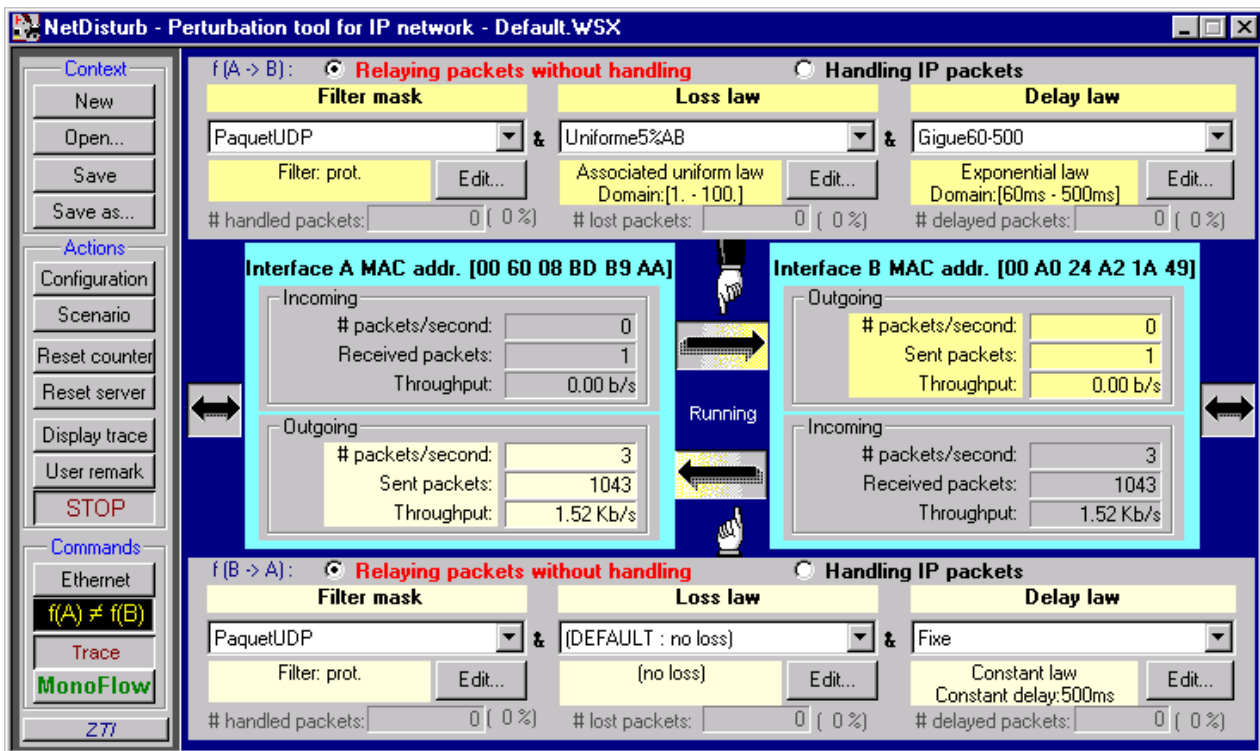 NetDisturb - Perturbation tool for IP network - Default.WSX
Context
New
Open...
Save
Save as...
Actions
Configuration
Scenario
Reset counter
Reset server
Display trace
User remark
STOP
Commands
Ethernet
f(A) ≠ f(B)
Trace
MonoFlow
ZTI
f (A -> B) : Relaying packets without handling Handling IP packets
Filter mask Loss law Delay law
PaquetUDP & Uniforme5%AB & Gigue60-500
Filter: prot. Edit... Associated uniform law Edit... Exponential law Edit...
Domain:[1. - 100.] Domain:[60ms - 500ms]
# handled packets: 0 ( 0 %) # lost packets: 0 ( 0 %) # delayed packets: 0 ( 0 %)
Interface A MAC addr. [00 60 08 BD B9 AA]
Incoming
# packets/second: 0
Received packets: 1
Throughput: 0.00 b/s
Outgoing
# packets/second: 3
Sent packets: 1043
Throughput: 1.52 Kb/s
Running
Interface B MAC addr. [00 A0 24 A2 1A 49]
Outgoing
# packets/second: 0
Sent packets: 1
Throughput: 0.00 b/s
Incoming
# packets/second: 3
Received packets: 1043
Throughput: 1.52 Kb/s
f (B -> A) : Relaying packets without handling Handling IP packets
Filter mask Loss law Delay law
PaquetUDP & (DEFAULT : no loss) & Fixe
Filter: prot. Edit... (no loss) Edit... Constant law Edit...
Constant delay:500ms
# handled packets: 0 ( 0 %) # lost packets: 0 ( 0 %) # delayed packets: 0 ( 0 %)